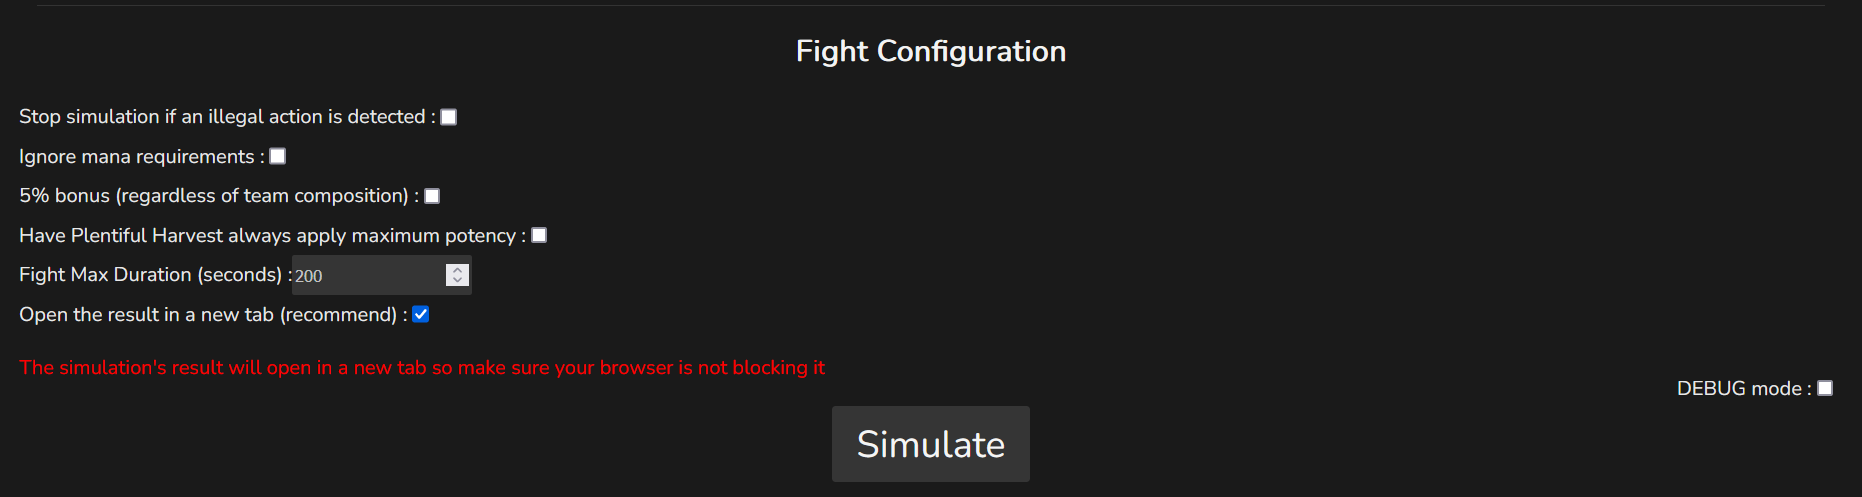 Fight Configuration
Stop simulation if an illegal action is detected :
Ignore mana requirements :
5% bonus (regardless of team composition) :
Have Plentiful Harvest always apply maximum potency :
Fight Max Duration (seconds) : 200
Open the result in a new tab (recommend) :
The simulation's result will open in a new tab so make sure your browser is not blocking it
DEBUG mode :
Simulate